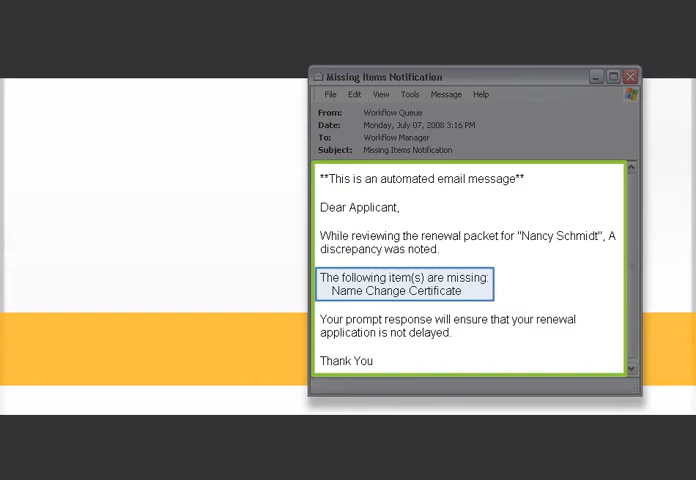 Missing Items Notification
File Edit View Tools Message Help
From: Workflow Queue
Date: Monday, July 07, 2008 3:16 PM
To: Workflow Manager
Subject: Missing Items Notification
**This is an automated email message**
Dear Applicant,
While reviewing the renewal packet for "Nancy Schmidt", A
discrepancy was noted.
The following item(s) are missing:
Name Change Certificate
Your prompt response will ensure that your renewal
application is not delayed.
Thank You